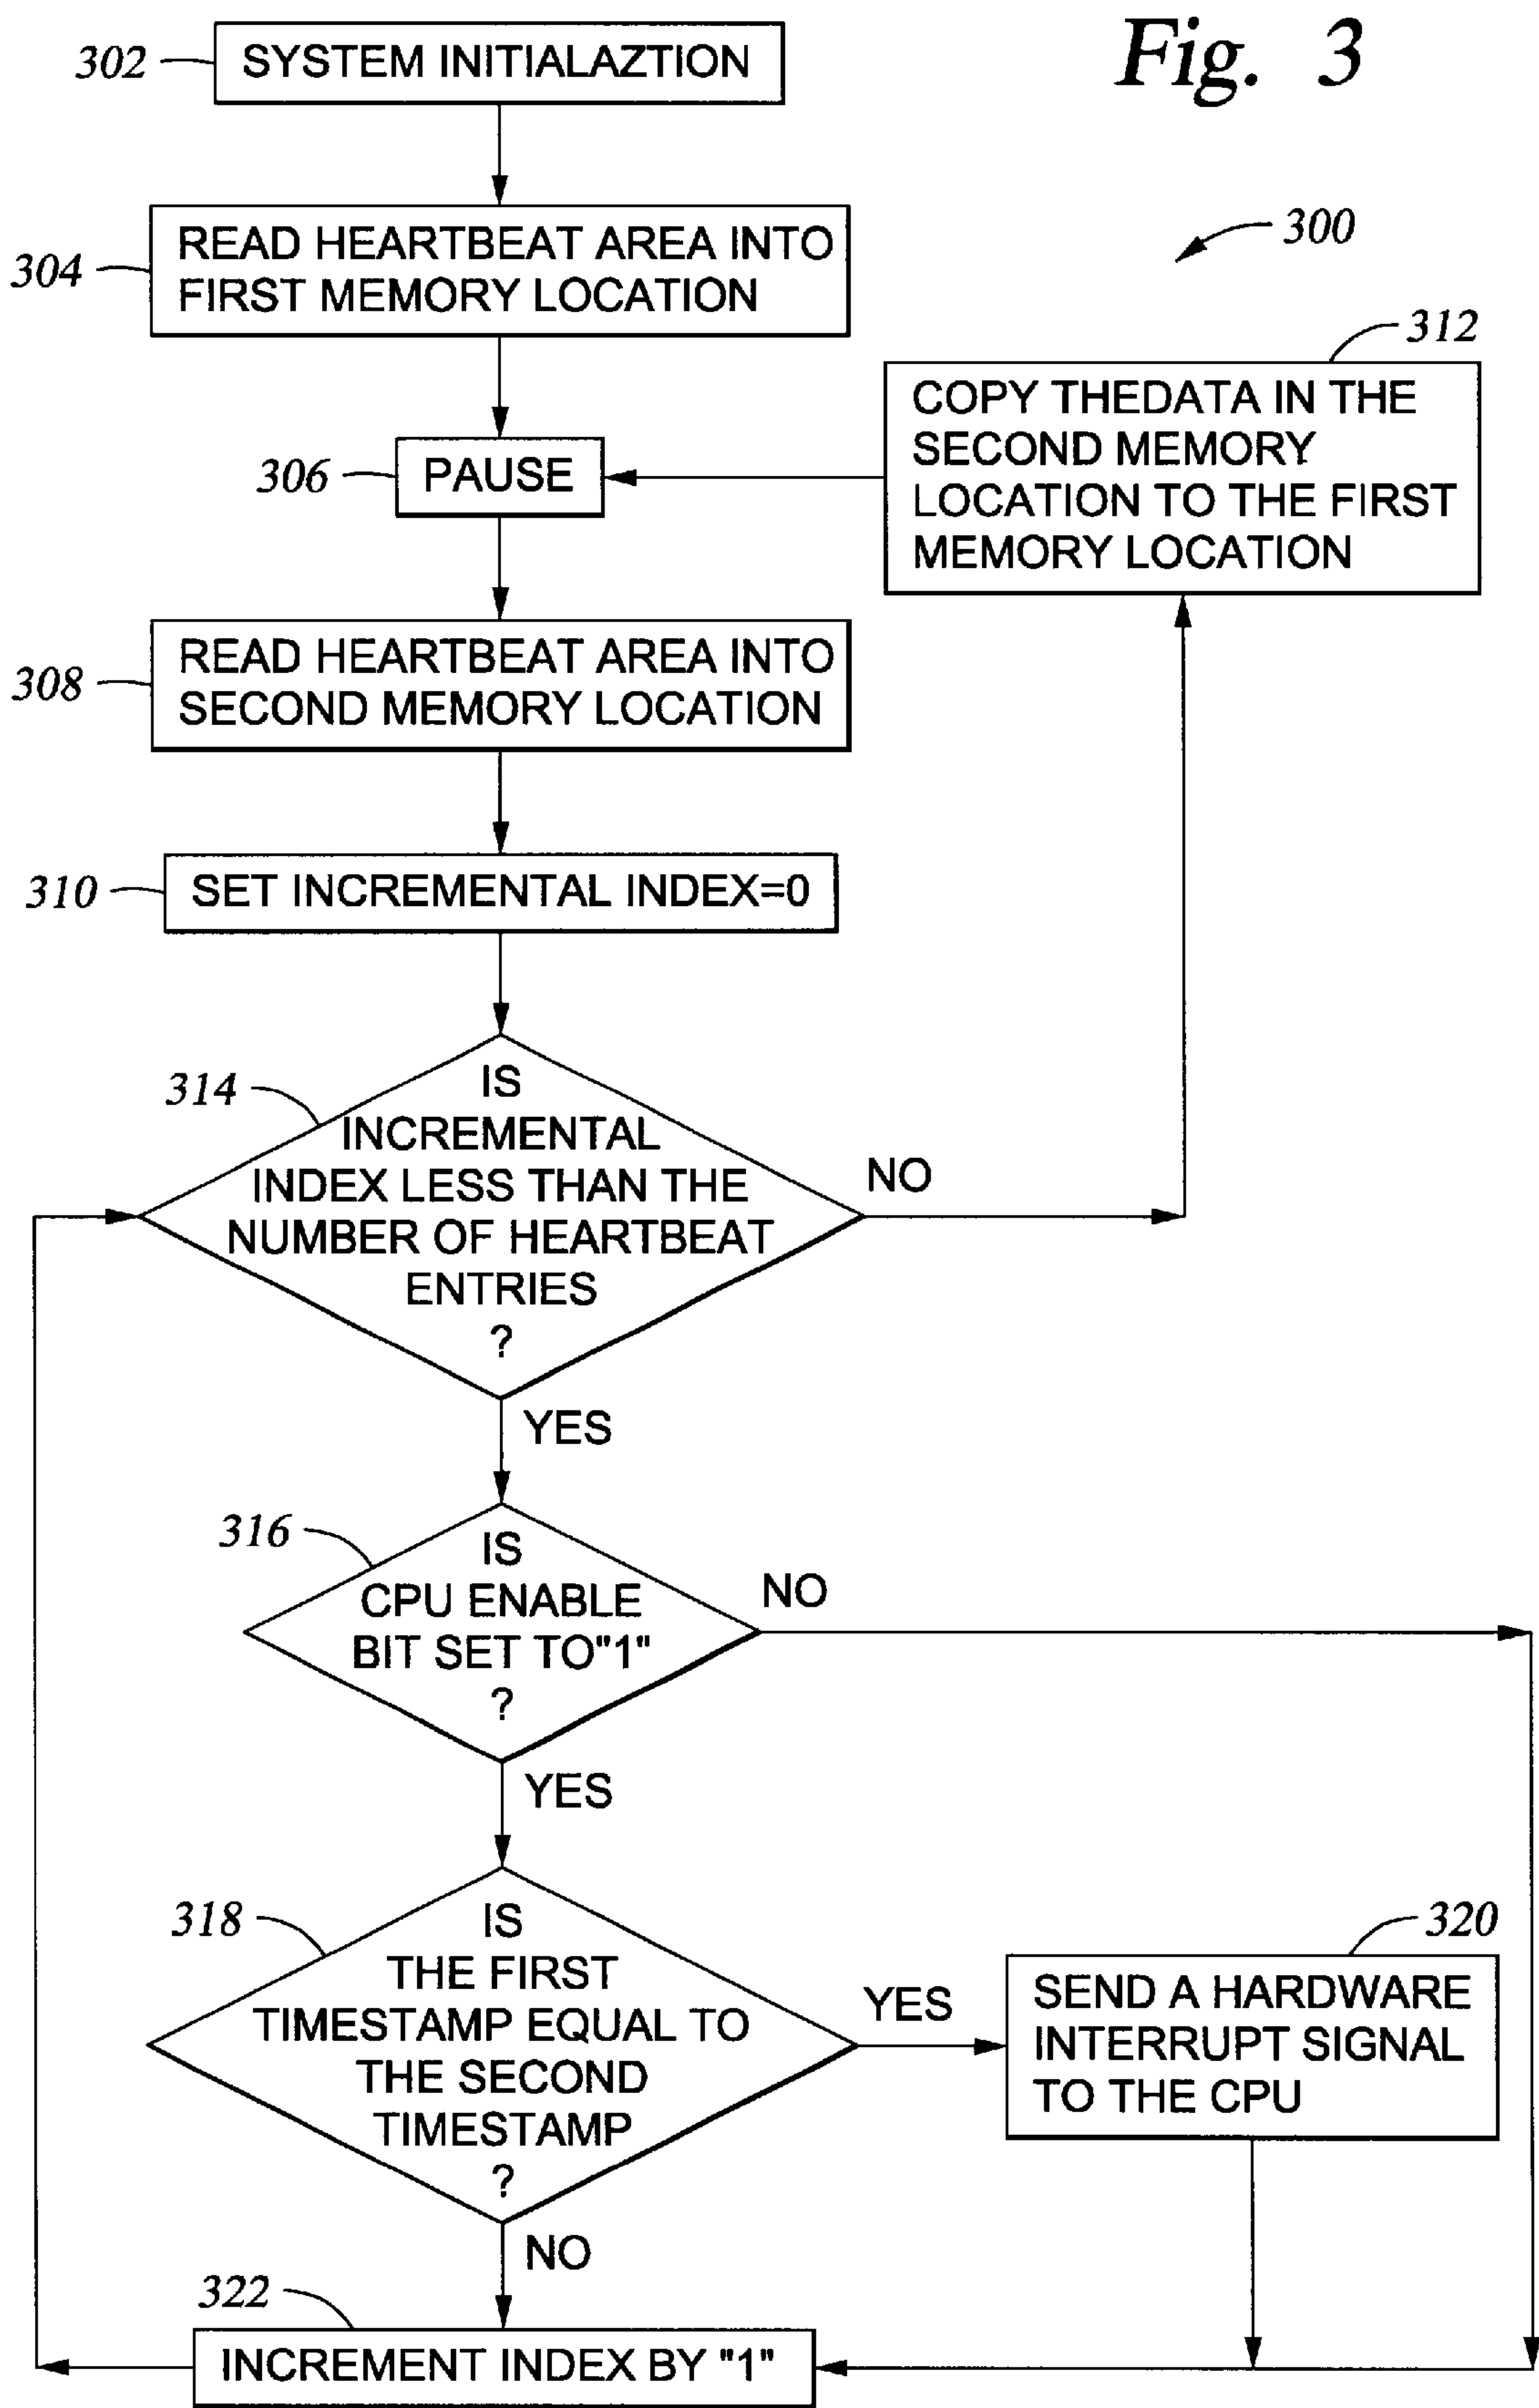 Fig. 3
302
SYSTEM INITIALAZTION
300
304
READ HEARTBEAT AREA INTO
FIRST MEMORY LOCATION
312
COPY THEDATA IN THE
SECOND MEMORY
LOCATION TO THE FIRST
MEMORY LOCATION
306
PAUSE
308
READ HEARTBEAT AREA INTO
SECOND MEMORY LOCATION
310
SET INCREMENTAL INDEX=0
314
IS
INCREMENTAL
INDEX LESS THAN THE
NUMBER OF HEARTBEAT
ENTRIES
?
NO
YES
316
IS
CPU ENABLE
BIT SET TO"1"
?
NO
YES
318
IS
THE FIRST
TIMESTAMP EQUAL TO
THE SECOND
TIMESTAMP
?
YES
320
SEND A HARDWARE
INTERRUPT SIGNAL
TO THE CPU
NO
322
INCREMENT INDEX BY "1"